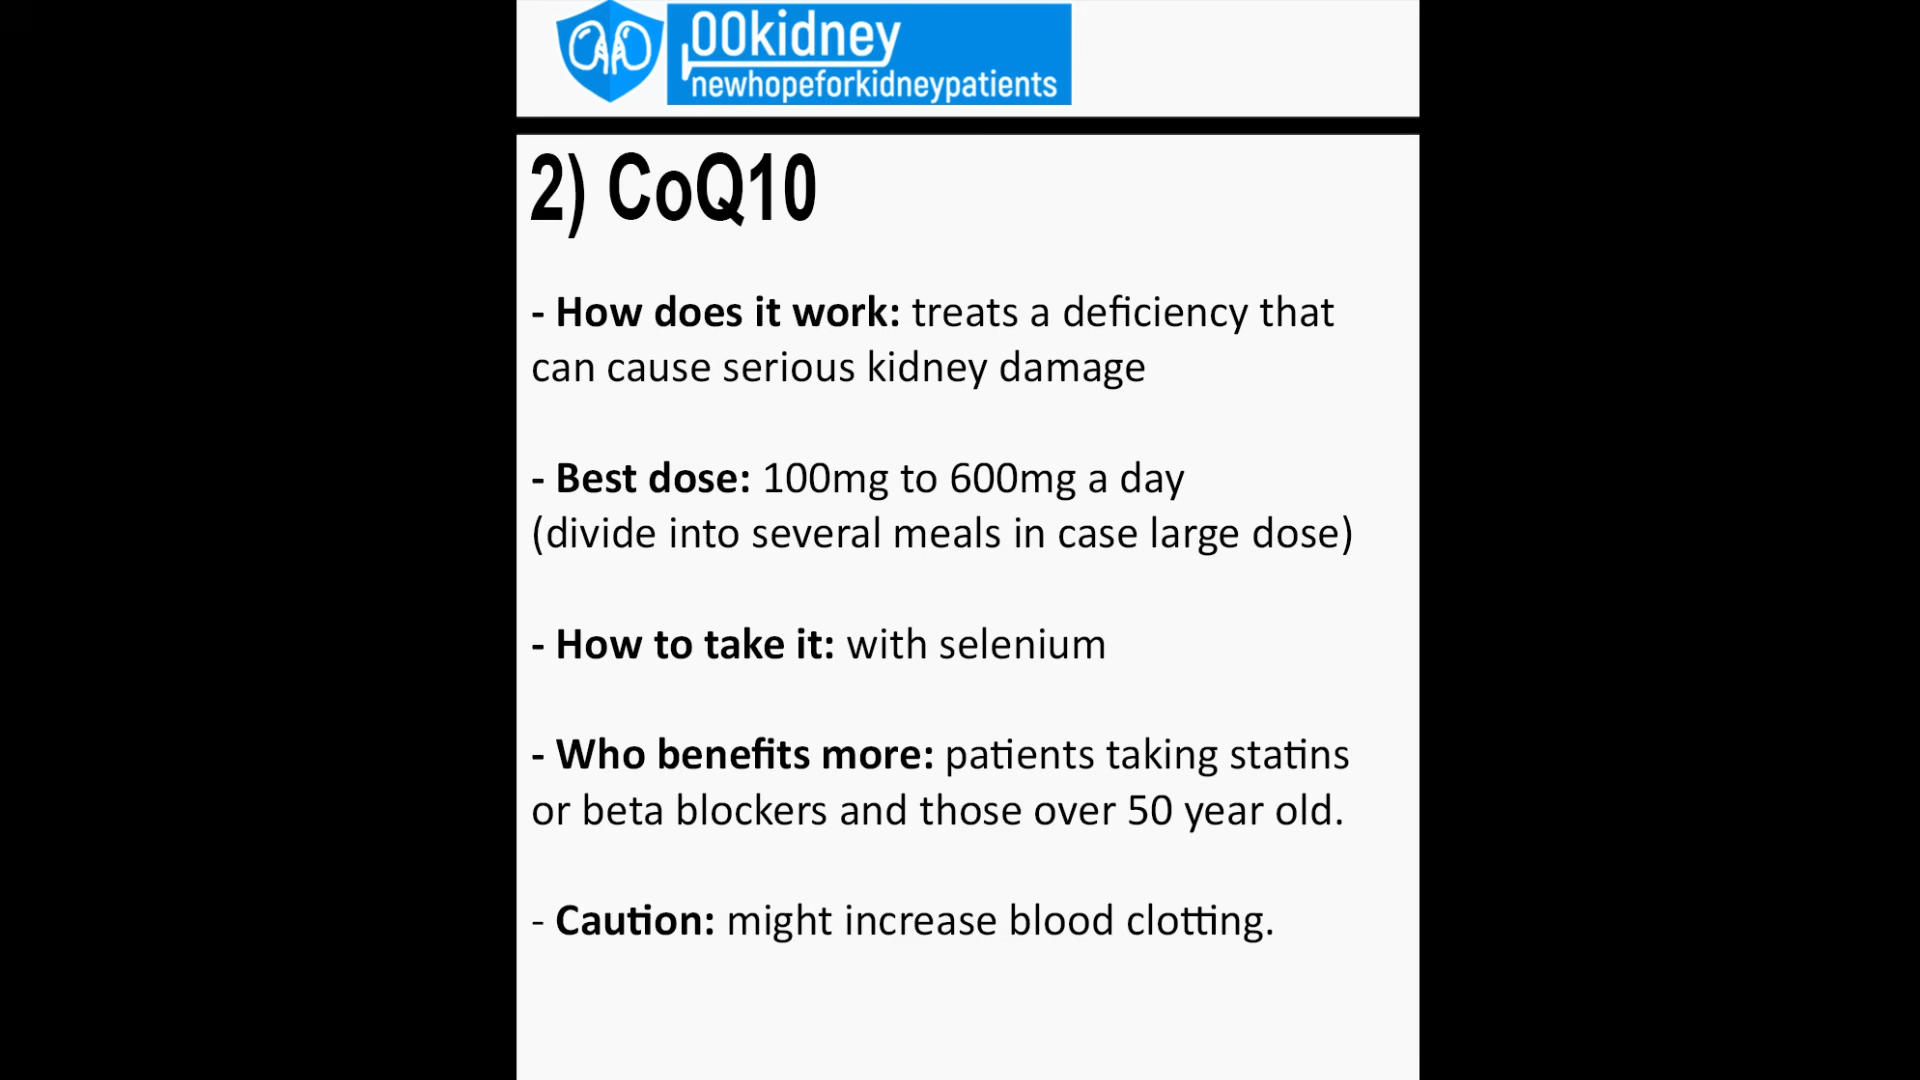 00kidney
newhopeforkidneypatients
2) CoQ10
- How does it work: treats a deficiency that
can cause serious kidney damage
- Best dose: 100mg to 600mg a day
(divide into several meals in case large dose)
- How to take it: with selenium
- Who benefits more: patients taking statins
or beta blockers and those over 50 year old.
- Caution: might increase blood clotting.